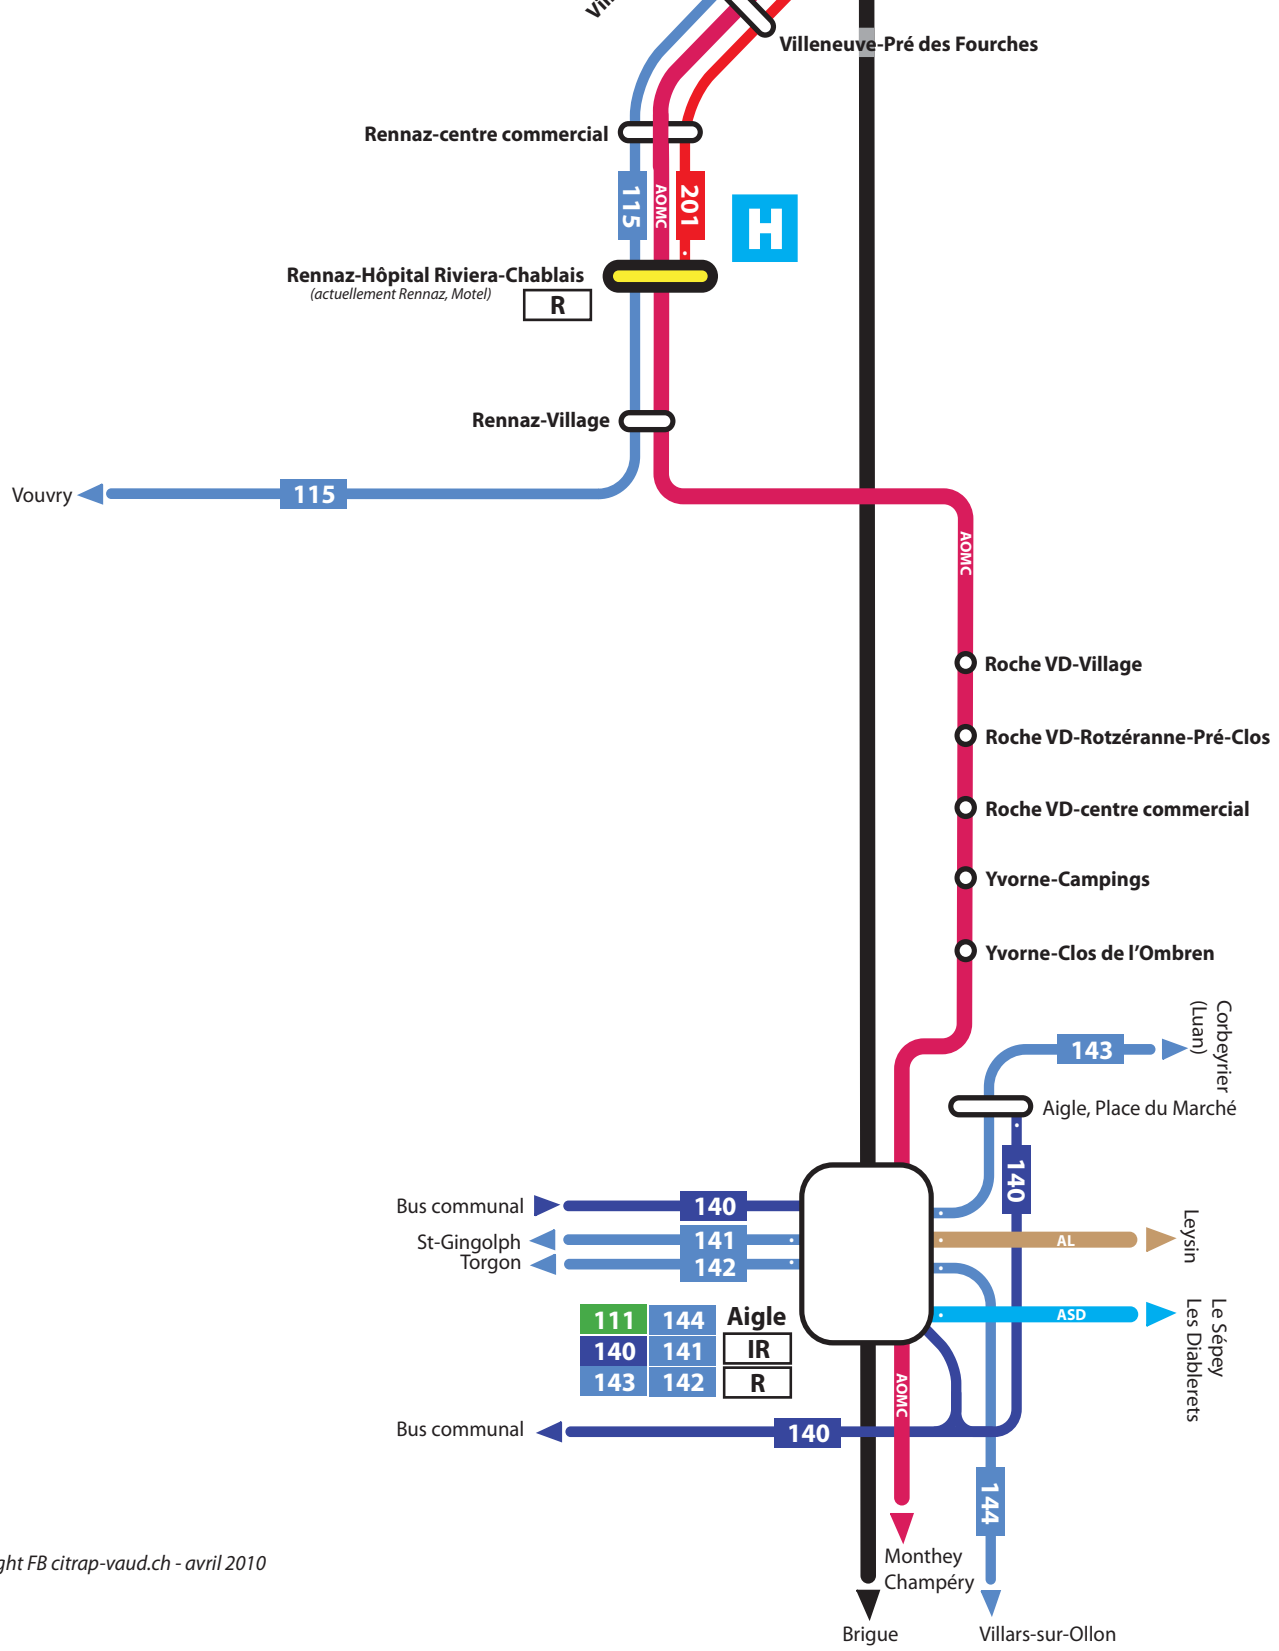 Villeneuve-Pré des Fourches
Rennaz-centre commercial
115
AOMC
201
H
Rennaz-Hôpital Riviera-Chablais
(actuellement Rennaz, Motel)
R
Rennaz-Village
Vouvry
115
AOMC
Roche VD-Village
Roche VD-Rotzéranne-Pré-Clos
Roche VD-centre commercial
Yvorne-Campings
Yvorne-Clos de l'Ombren
143
Corbeyrier
(Luan)
Aigle, Place du Marché
140
Bus communal
140
St-Gingolph
141
Torgon
142
AL
Leysin
ASD
Le Sépey
Les Diablerets
111 144 Aigle
140 141 IR
143 142 R
AOMC
Bus communal
140
144
Monthey
Champéry
Brigue
Villars-sur-Ollon
FB citrap-vaud.ch - avril 2010